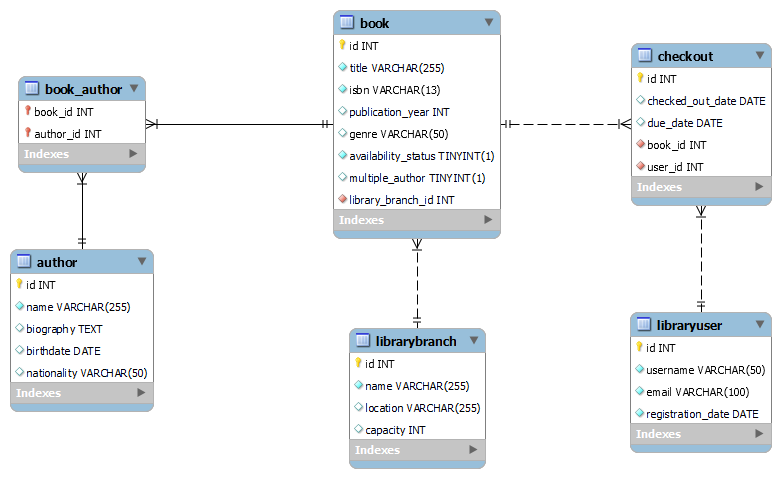 book
id INT
title VARCHAR(255)
isbn VARCHAR(13)
publication_year INT
genre VARCHAR(50)
availability_status TINYINT(1)
multiple_author TINYINT(1)
library_branch_id INT
Indexes
checkout
id INT
checked_out_date DATE
due_date DATE
book_id INT
user_id INT
Indexes
book_author
book_id INT
author_id INT
Indexes
author
id INT
name VARCHAR(255)
biography TEXT
birthdate DATE
nationality VARCHAR(50)
Indexes
librarybranch
id INT
name VARCHAR(255)
location VARCHAR(255)
capacity INT
Indexes
libraryuser
id INT
username VARCHAR(50)
email VARCHAR(100)
registration_date DATE
Indexes